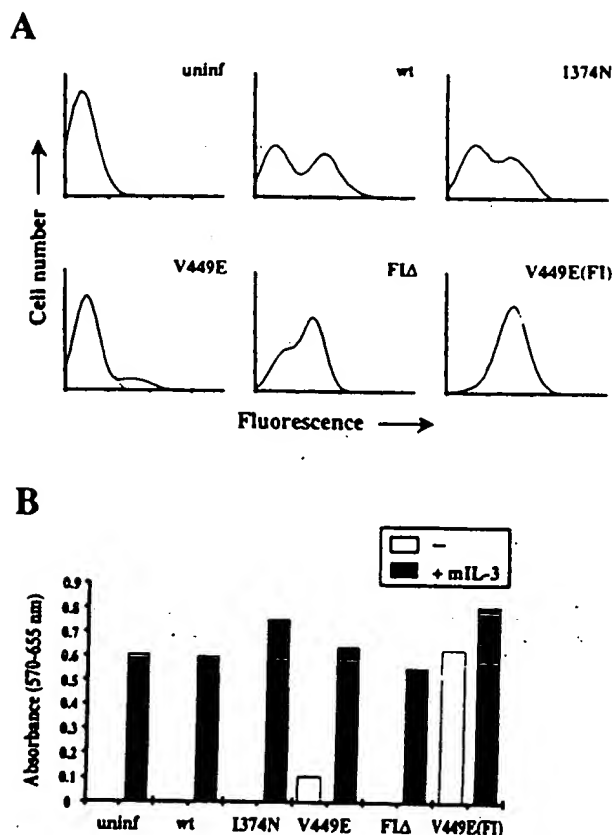 A
uninf
wt
I374N
V449E
FIΔ
V449E(FI)
Cell number
Fluorescence
B
–
+ mIL-3
Absorbance (570-655 nm)
0.9
0.8
0.7
0.6
0.5
0.4
0.3
0.2
0.1
0
uninf
wt
I374N
V449E
FIΔ
V449E(FI)